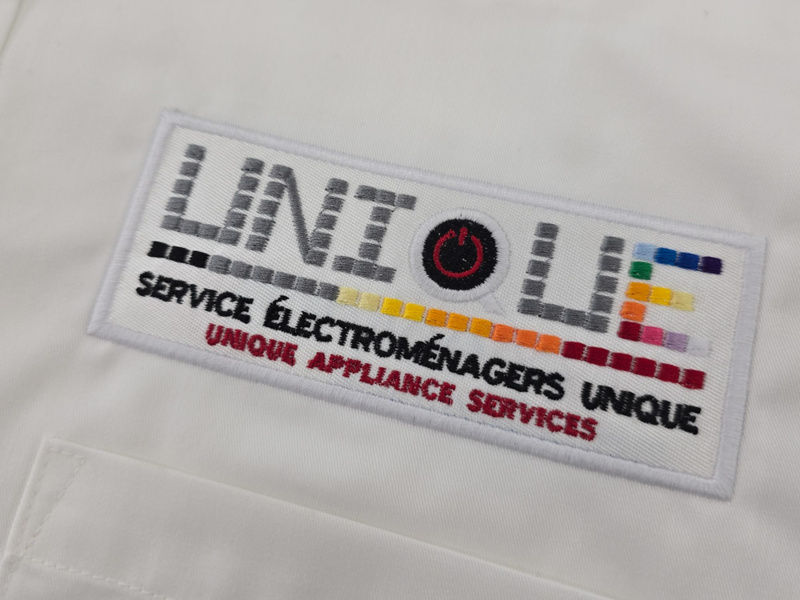 UNIQUE
SERVICE ÉLECTROMÉNAGERS UNIQUE
UNIQUE APPLIANCE SERVICES